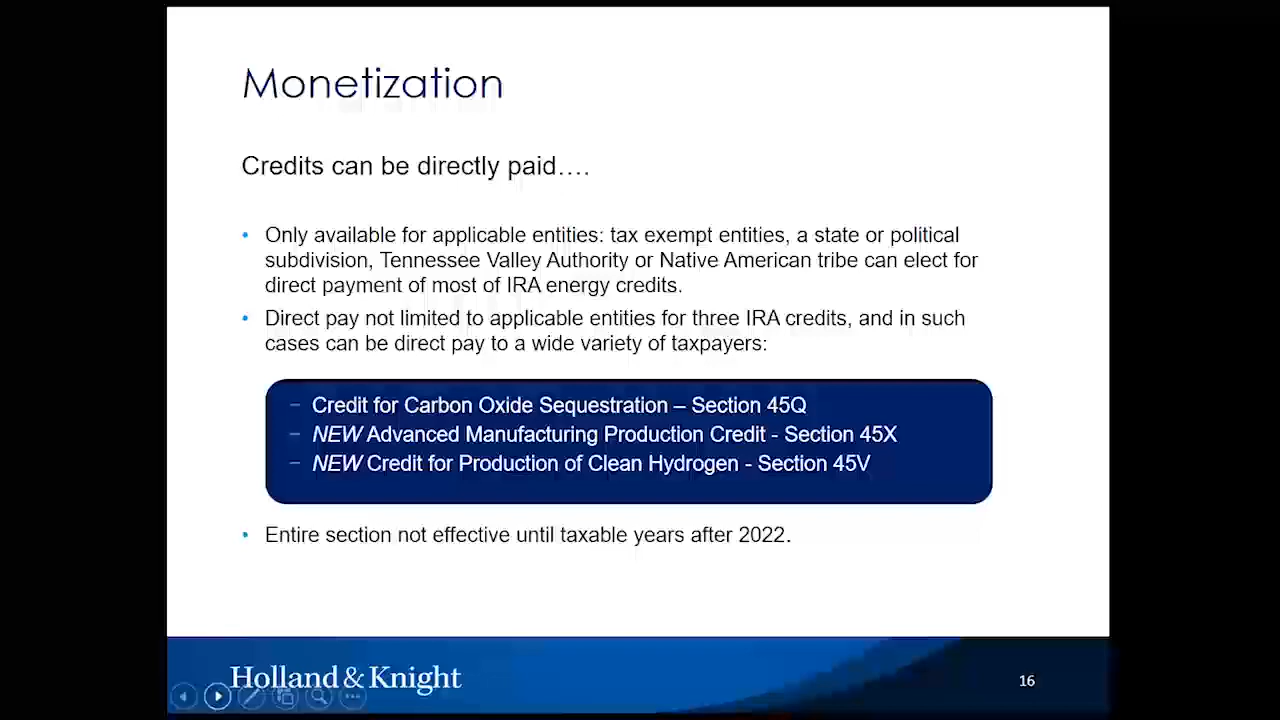 Monetization
Credits can be directly paid….
• Only available for applicable entities: tax exempt entities, a state or political
subdivision, Tennessee Valley Authority or Native American tribe can elect for
direct payment of most of IRA energy credits.
• Direct pay not limited to applicable entities for three IRA credits, and in such
cases can be direct pay to a wide variety of taxpayers:
– Credit for Carbon Oxide Sequestration – Section 45Q
– NEW Advanced Manufacturing Production Credit - Section 45X
– NEW Credit for Production of Clean Hydrogen - Section 45V
• Entire section not effective until taxable years after 2022.
Holland & Knight
16